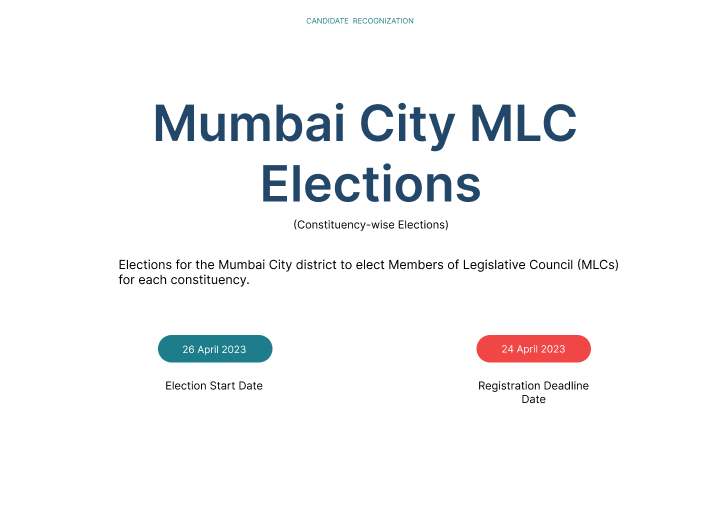 CANDIDATE RECOGNIZATION
Mumbai City MLC
Elections
(Constituency-wise Elections)
Elections for the Mumbai City district to elect Members of Legislative Council (MLCs)
for each constituency.
26 April 2023
24 April 2023
Election Start Date
Registration Deadline
Date